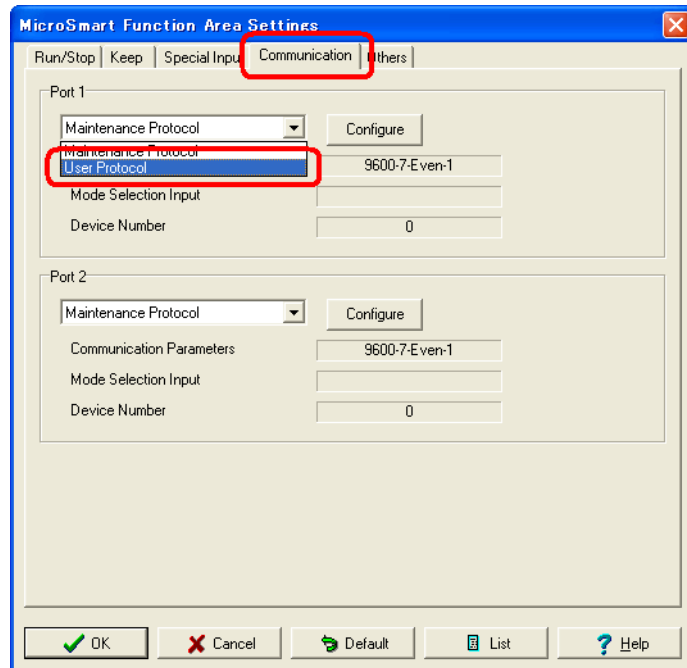 MicroSmart Function Area Settings
Run/Stop Keep Special Inpu Communication thers
Port 1
Maintenance Protocol Configure
Maintenance Protocol
User Protocol 9600-7-Even-1
Mode Selection Input
Device Number 0
Port 2
Maintenance Protocol Configure
Communication Parameters 9600-7-Even-1
Mode Selection Input
Device Number 0
OK Cancel Default List Help